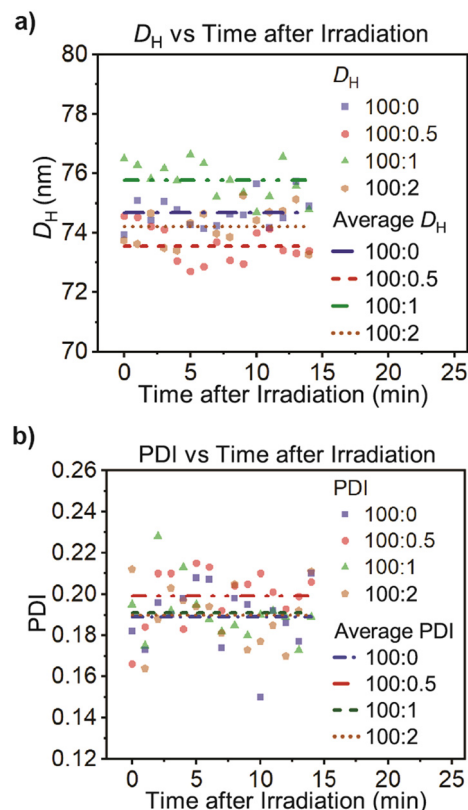 a)
D_H vs Time after Irradiation
80
78
76
74
72
70
D_H (nm)
D_H
100:0
100:0.5
100:1
100:2
Average D_H
100:0
100:0.5
100:1
100:2
0 5 10 15 20 25
Time after Irradiation (min)
b)
PDI vs Time after Irradiation
0.26
0.24
0.22
0.20
0.18
0.16
0.14
0.12
PDI
PDI
100:0
100:0.5
100:1
100:2
Average PDI
100:0
100:0.5
100:1
100:2
0 5 10 15 20 25
Time after Irradiation (min)